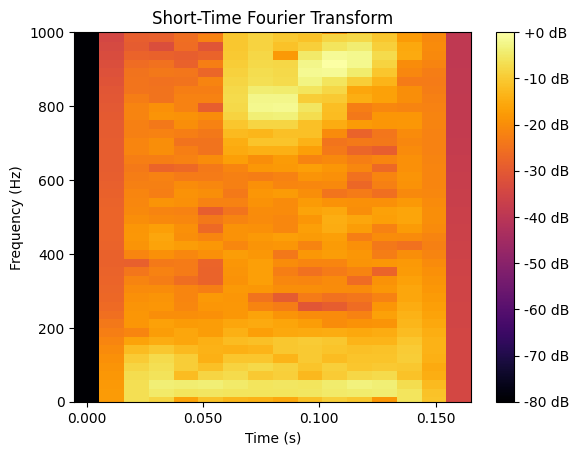 Short-Time Fourier Transform
Frequency (Hz)
1000
800
600
400
200
0
0.000 0.050 0.100 0.150
Time (s)
+0 dB
-10 dB
-20 dB
-30 dB
-40 dB
-50 dB
-60 dB
-70 dB
-80 dB